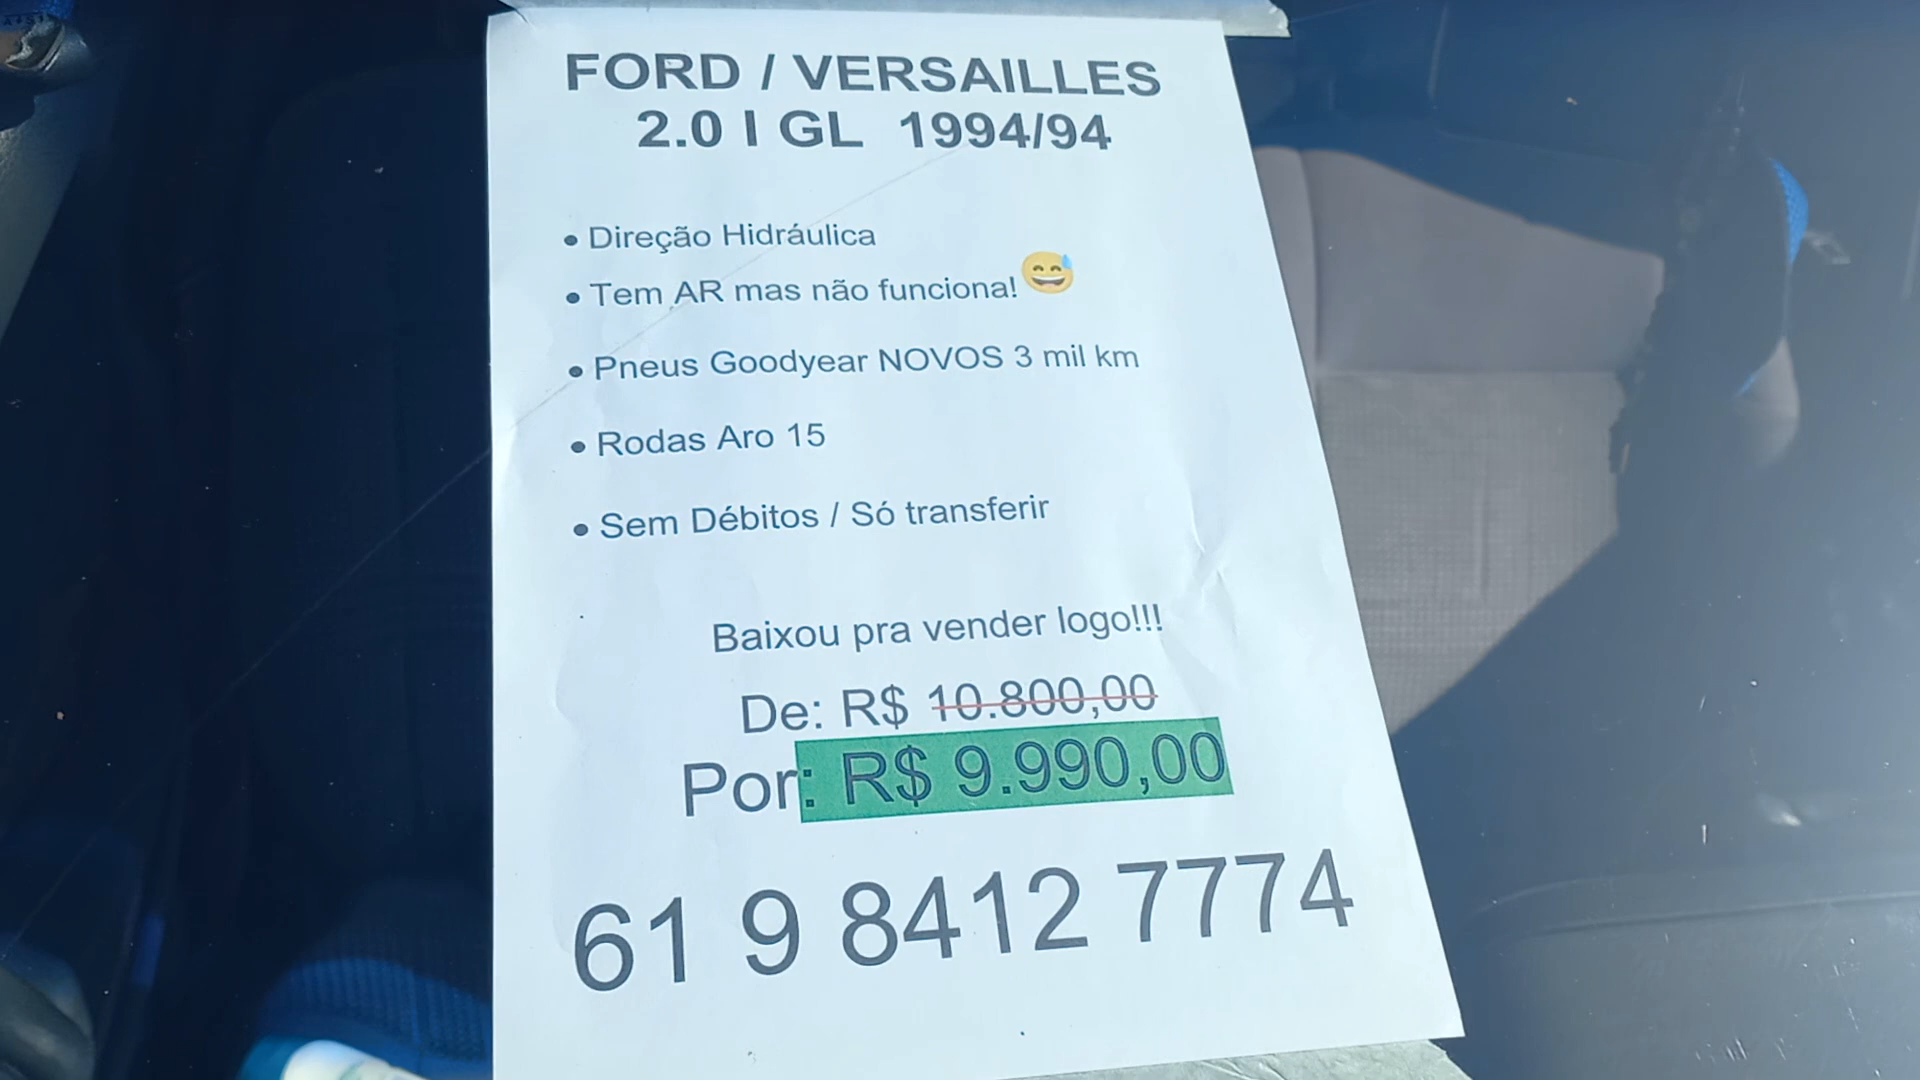 FORD / VERSAILLES
2.0 I GL 1994/94
• Direção Hidráulica
• Tem AR mas não funciona! 😅
• Pneus Goodyear NOVOS 3 mil km
• Rodas Aro 15
• Sem Débitos / Só transferir
Baixou pra vender logo!!!
De: R$ 10.800,00
Por: R$ 9.990,00
61 9 8412 7774